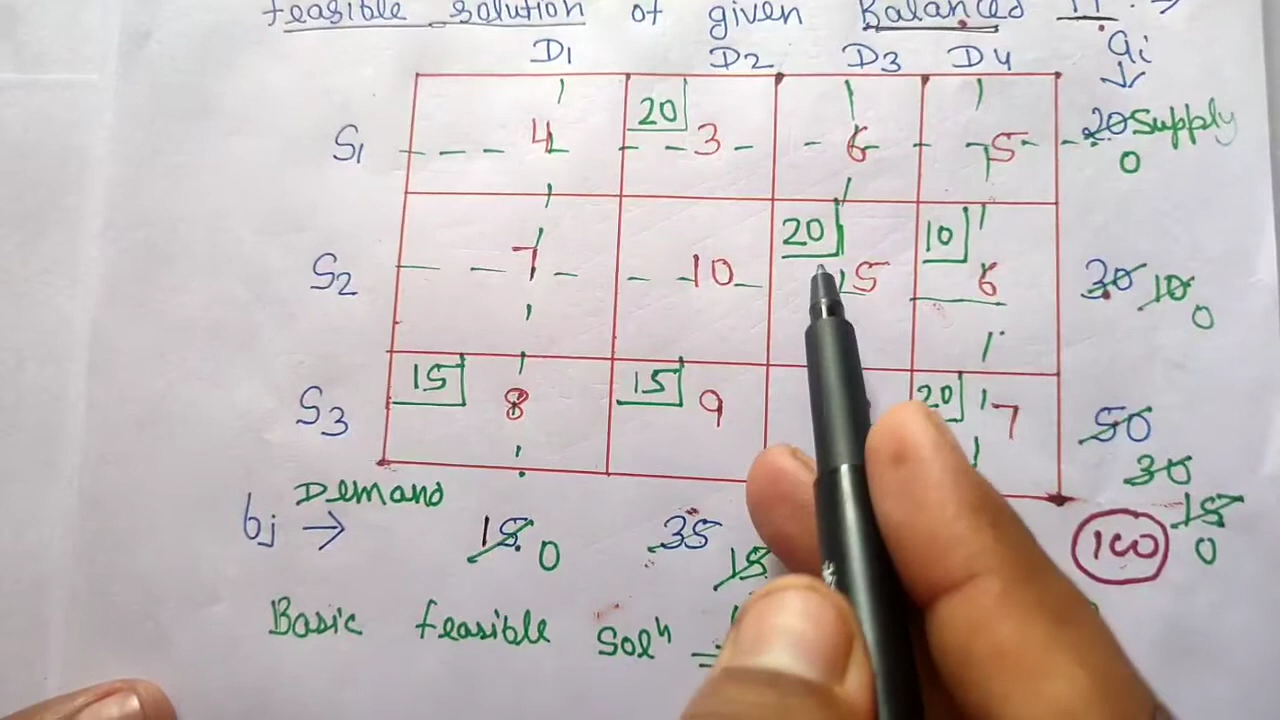 feasible solution of given Balanced
D1 D2 D3 D4 ai
S1 4 20 3 6 5 20 Supply
0
S2 7 10 20 5 10 6 30 10 0
S3 15 8 15 9 20 7 50
30
15
0
Demand
bj → 15 0 35 15
100
Basic feasible Soln =